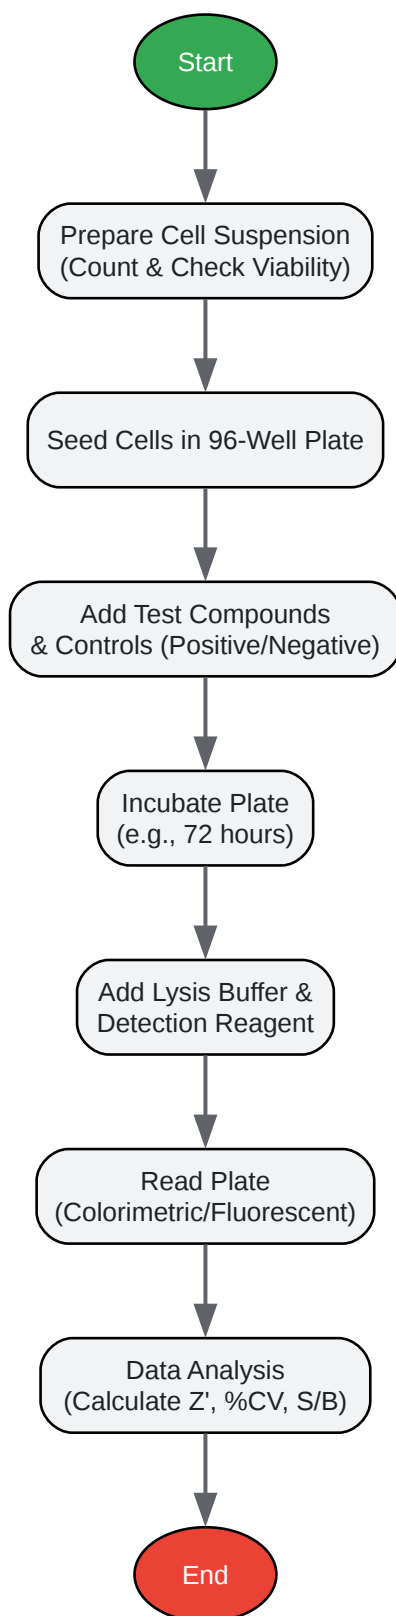 Start
Prepare Cell Suspension
(Count & Check Viability)
Seed Cells in 96-Well Plate
Add Test Compounds
& Controls (Positive/Negative)
Incubate Plate
(e.g., 72 hours)
Add Lysis Buffer &
Detection Reagent
Read Plate
(Colorimetric/Fluorescent)
Data Analysis
(Calculate Z', %CV, S/B)
End